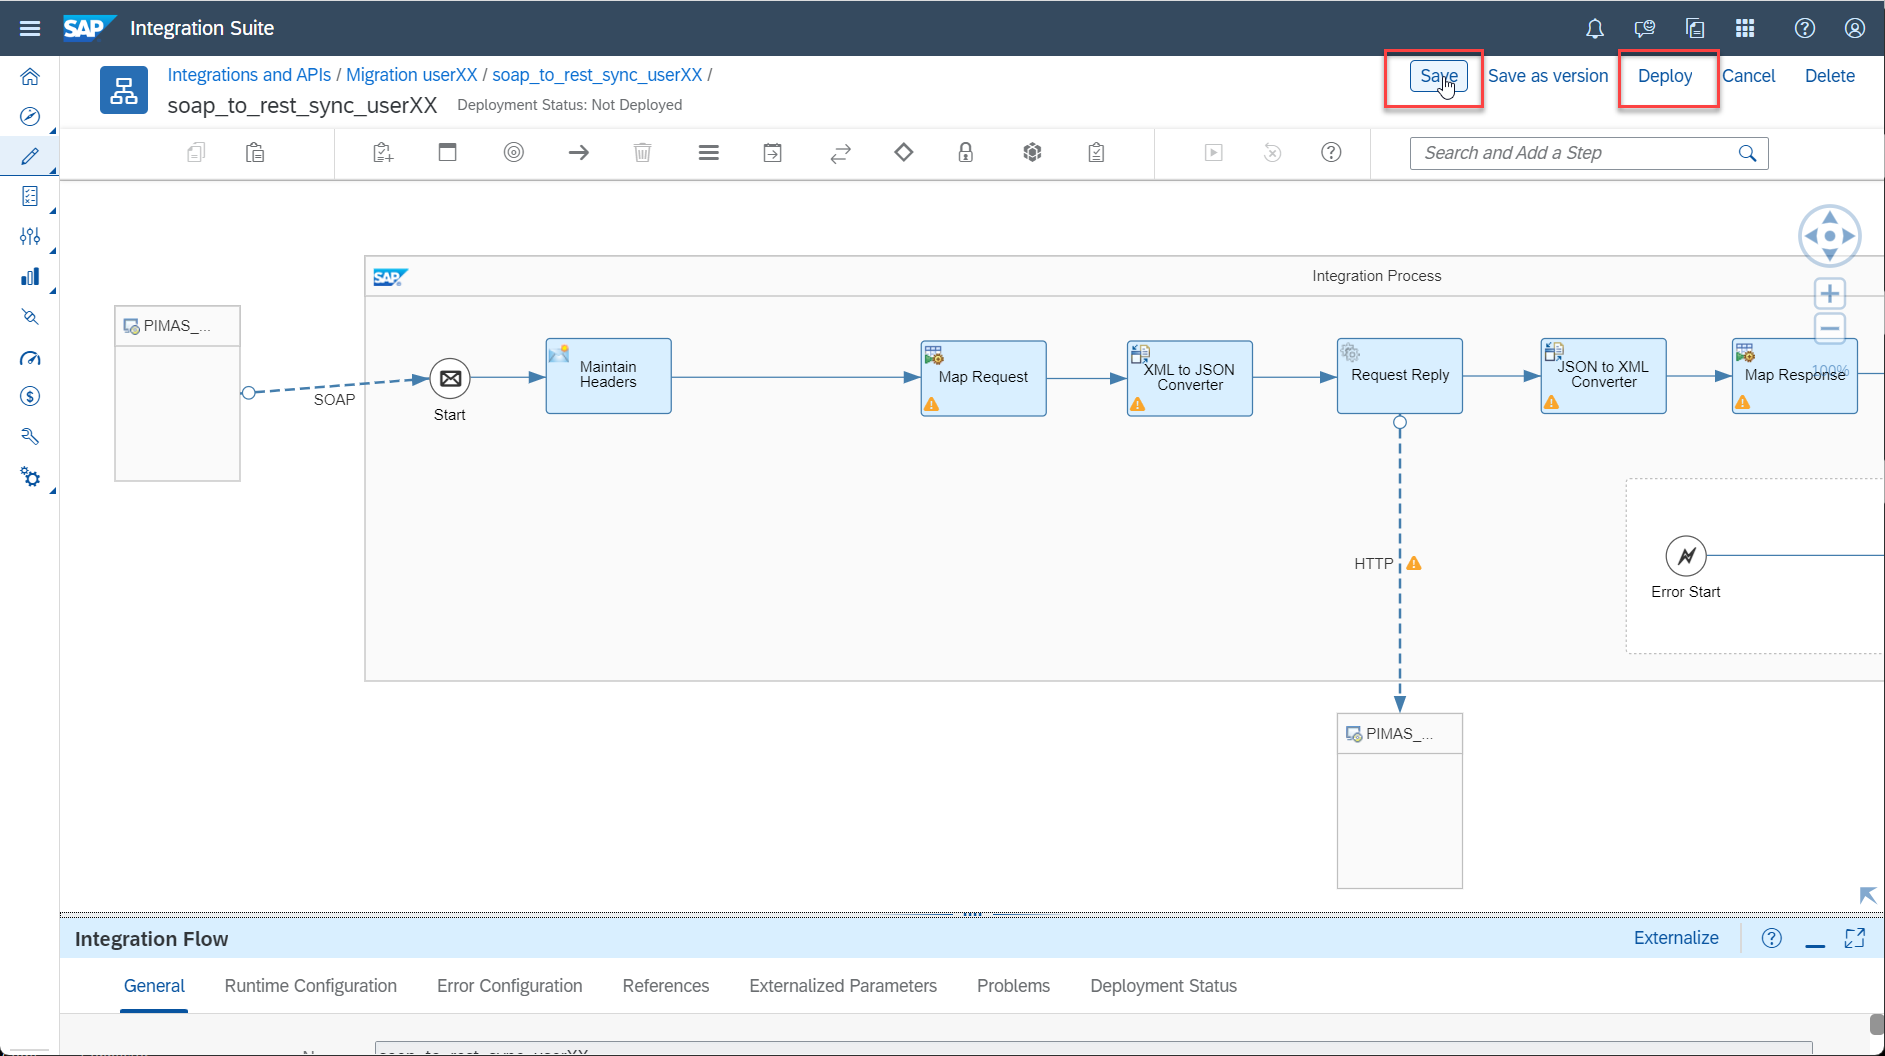 SAP Integration Suite
Integrations and APIs / Migration userXX / soap_to_rest_sync_userXX /
soap_to_rest_sync_userXX Deployment Status: Not Deployed
Save Save as version Deploy Cancel Delete
Search and Add a Step
SAP Integration Process
PIMAS_...
SOAP
Start
Maintain
Headers
Map Request
XML to JSON
Converter
Request Reply
JSON to XML
Converter
Map Response
100%
HTTP
Error Start
PIMAS_...
Integration Flow
Externalize
General Runtime Configuration Error Configuration References Externalized Parameters Problems Deployment Status
soap_to_rest_sync_userXX